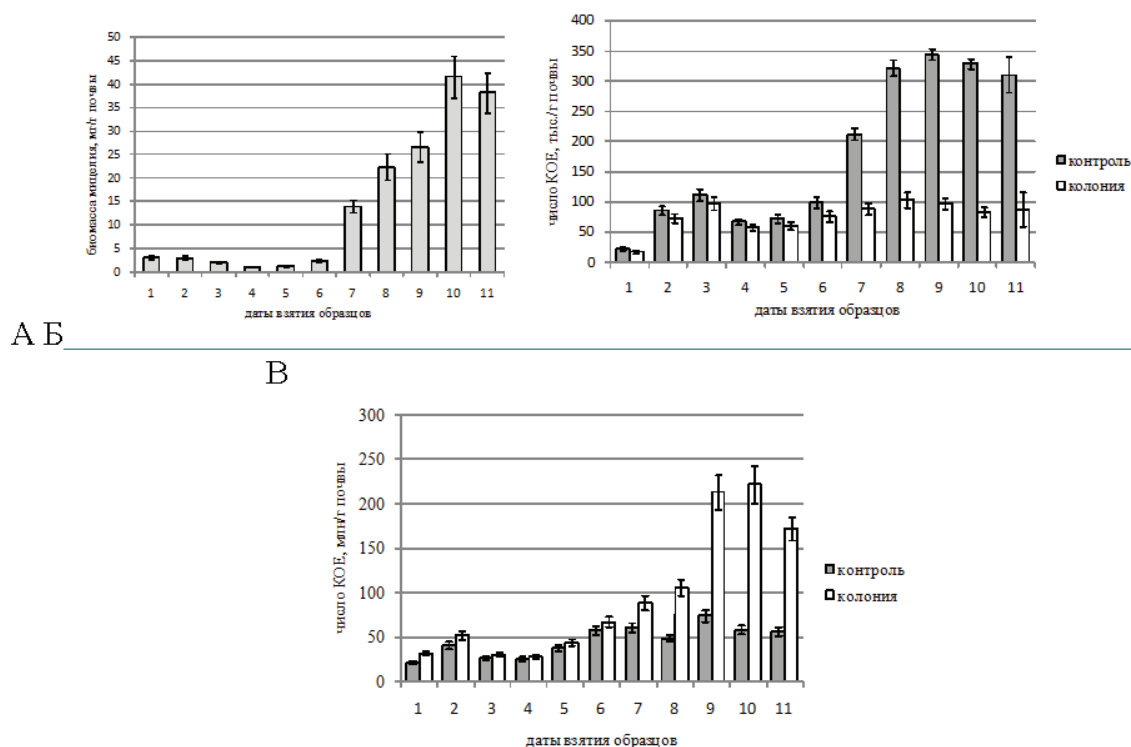 биомасса мицелия, мг/г почвы
50
45
40
35
30
25
20
15
10
5
0
1 2 3 4 5 6 7 8 9 10 11
даты взятия образцов
число КОЕ, тыс./г почвы
400
350
300
250
200
150
100
50
0
1 2 3 4 5 6 7 8 9 10 11
даты взятия образцов
контроль
колония
А Б
В
число КОЕ, млн/г почвы
300
250
200
150
100
50
0
1 2 3 4 5 6 7 8 9 10 11
даты взятия образцов
контроль
колония